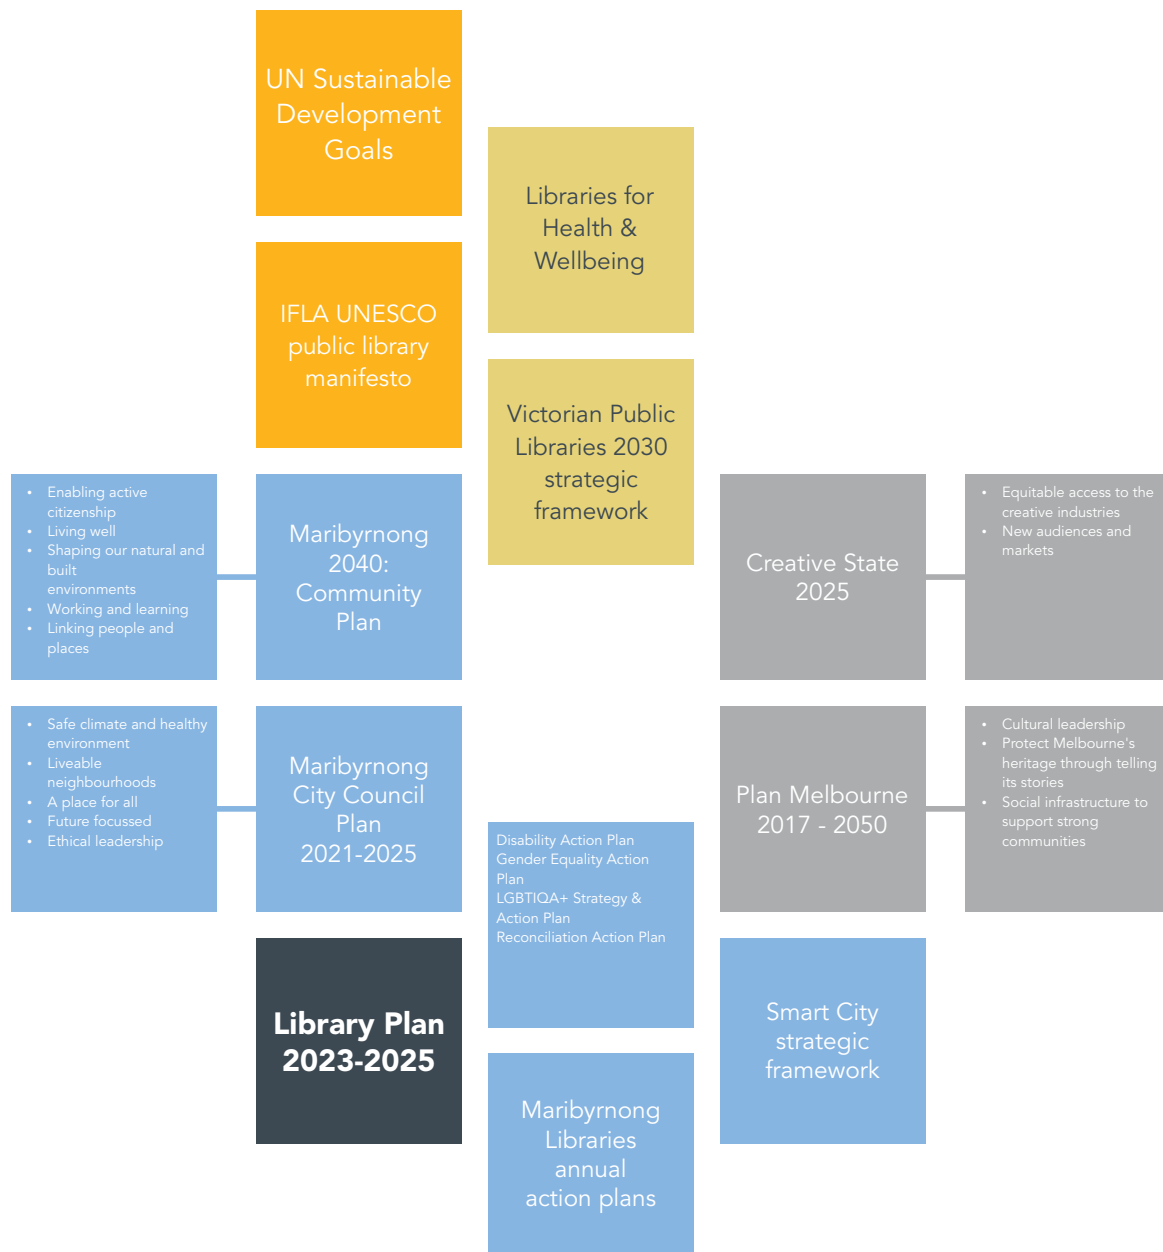 UN Sustainable
Development
Goals
Libraries for
Health &
Wellbeing
IFLA UNESCO
public library
manifesto
Victorian Public
Libraries 2030
strategic
framework
• Enabling active
citizenship
• Living well
• Shaping our natural and
built
environments
• Working and learning
• Linking people and
places
Maribyrnong
2040:
Community
Plan
Creative State
2025
• Equitable access to the
creative industries
• New audiences and
markets
• Safe climate and healthy
environment
• Liveable
neighbourhoods
• A place for all
• Future focussed
• Ethical leadership
Maribyrnong
City Council
Plan
2021-2025
Plan Melbourne
2017 - 2050
• Cultural leadership
• Protect Melbourne's
heritage through telling
its stories
• Social infrastructure to
support strong
communities
Disability Action Plan
Gender Equality Action
Plan
LGBTIQA+ Strategy &
Action Plan
Reconciliation Action Plan
Library Plan
2023-2025
Smart City
strategic
framework
Maribyrnong
Libraries
annual
action plans